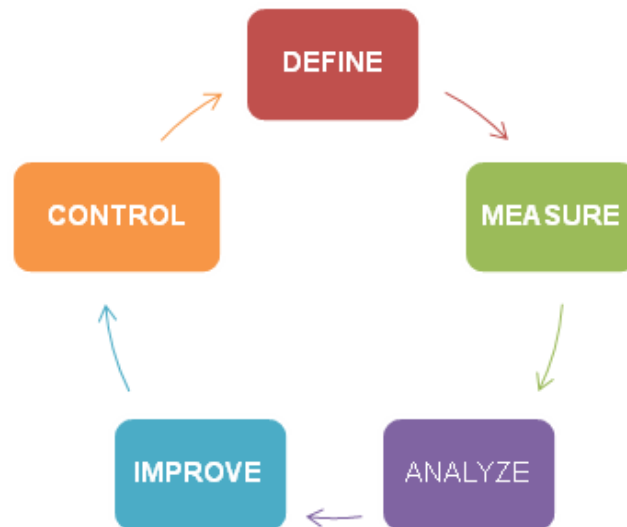 DEFINE
MEASURE
ANALYZE
IMPROVE
CONTROL